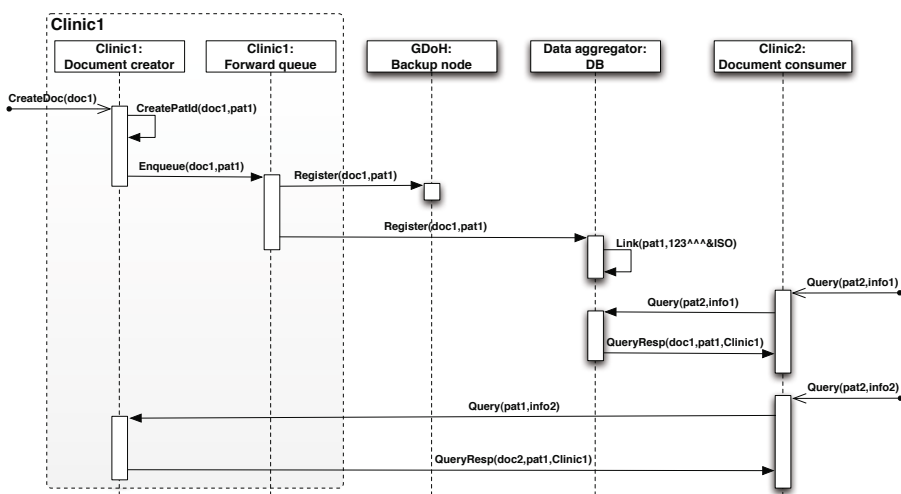 Clinic1
Clinic1:
Document creator
Clinic1:
Forward queue
GDoH:
Backup node
Data aggregator:
DB
Clinic2:
Document consumer
CreateDoc(doc1)
CreatePatId(doc1,pat1)
Enqueue(doc1,pat1)
Register(doc1,pat1)
Register(doc1,pat1)
Link(pat1,123^^^&ISO)
Query(pat2,info1)
Query(pat2,info1)
QueryResp(doc1,pat1,Clinic1)
Query(pat2,info2)
Query(pat1,info2)
QueryResp(doc2,pat1,Clinic1)